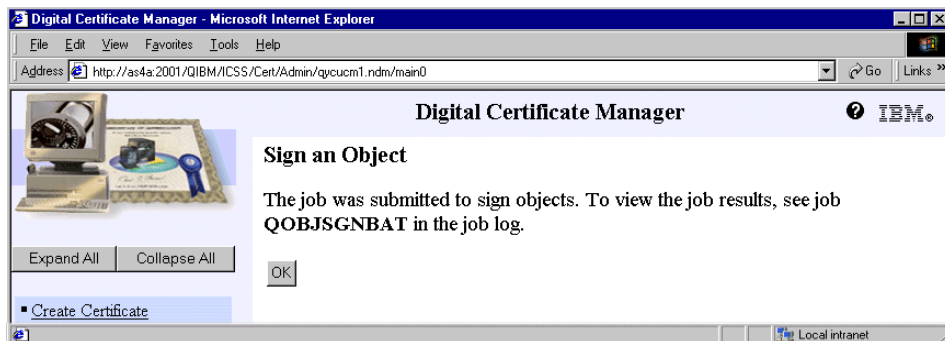 Digital Certificate Manager - Microsoft Internet Explorer
File Edit View Favorites Tools Help
Address http://as4a:2001/QIBM/ICSS/Cert/Admin/qycucm1.ndm/main0 Go Links »
Digital Certificate Manager ? IBM®
Sign an Object
The job was submitted to sign objects. To view the job results, see job
QOBJSGNBAT in the job log.
Expand All Collapse All
OK
Create Certificate
Local intranet